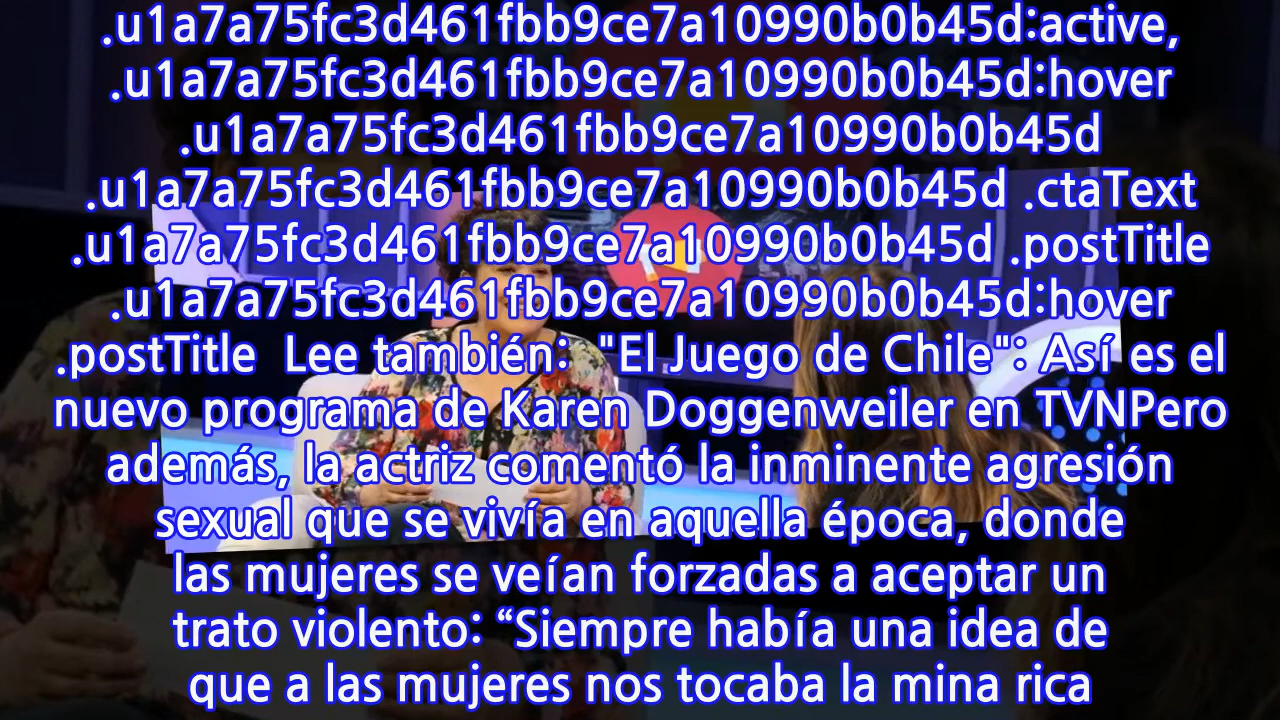 .u1a7a75fc3d461fbb9ce7a10990b0b45d:active,
.u1a7a75fc3d461fbb9ce7a10990b0b45d:hover
.u1a7a75fc3d461fbb9ce7a10990b0b45d
.u1a7a75fc3d461fbb9ce7a10990b0b45d .ctaText
.u1a7a75fc3d461fbb9ce7a10990b0b45d .postTitle
.u1a7a75fc3d461fbb9ce7a10990b0b45d:hover
.postTitle  Lee también:  "El Juego de Chile": Así es el
nuevo programa de Karen Doggenweiler en TVNPero
además, la actriz comentó la inminente agresión
sexual que se vivía en aquella época, donde
las mujeres se veían forzadas a aceptar un
trato violento: “Siempre había una idea de
que a las mujeres nos tocaba la mina rica